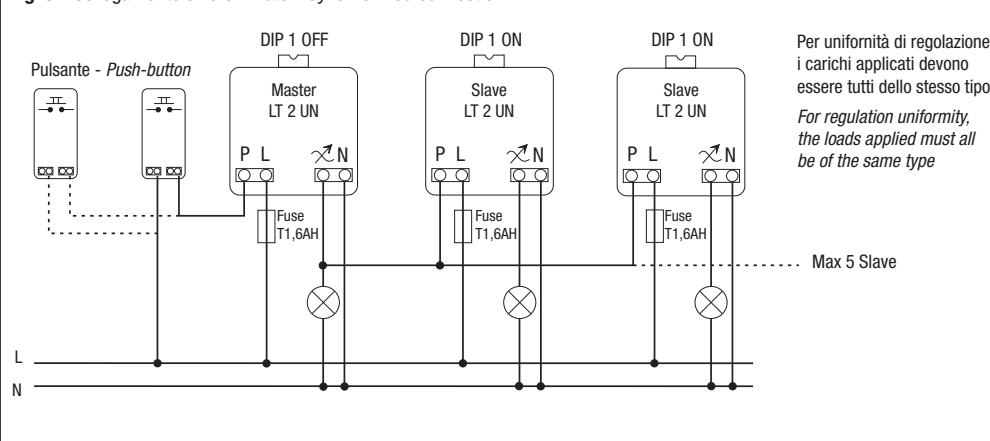 DIP 1 OFF
DIP 1 ON
DIP 1 ON
Pulsante - Push-button
Master
LT 2 UN
P L N
Slave
LT 2 UN
P L N
Slave
LT 2 UN
P L N
Fuse
T1,6AH
Fuse
T1,6AH
Fuse
T1,6AH
Per unifornità di regolazione
i carichi applicati devono
essere tutti dello stesso tipo
For regulation uniformity,
the loads applied must all
be of the same type
Max 5 Slave
L
N